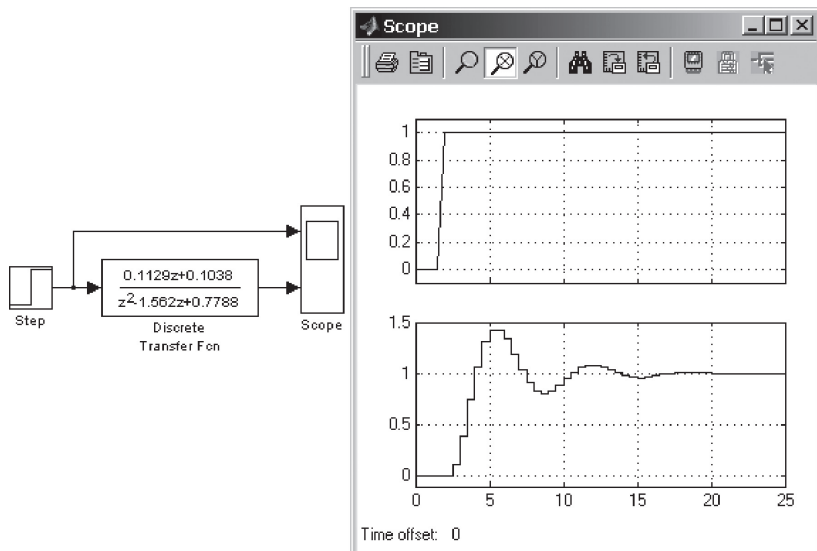 Scope
1
0.8
0.6
0.4
0.2
0
0.1129z+0.1038
z2-1.562z+0.7788
Step
Discrete
Transfer Fcn
Scope
1.5
1
0.5
0
0 5 10 15 20 25
Time offset: 0